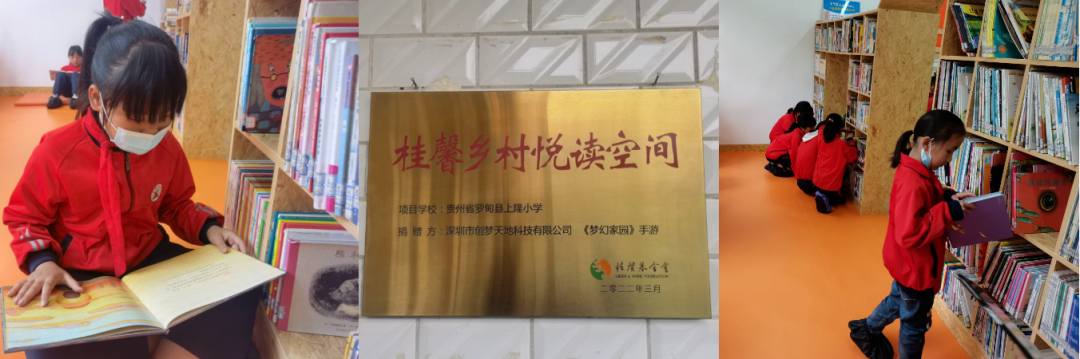 桂馨乡村悦读空间
项目学校：贵州省罗甸县上隆小学
捐 赠 方：深圳市创梦天地科技有限公司 《梦幻家园》手游
桂馨基金会
二零二二年三月